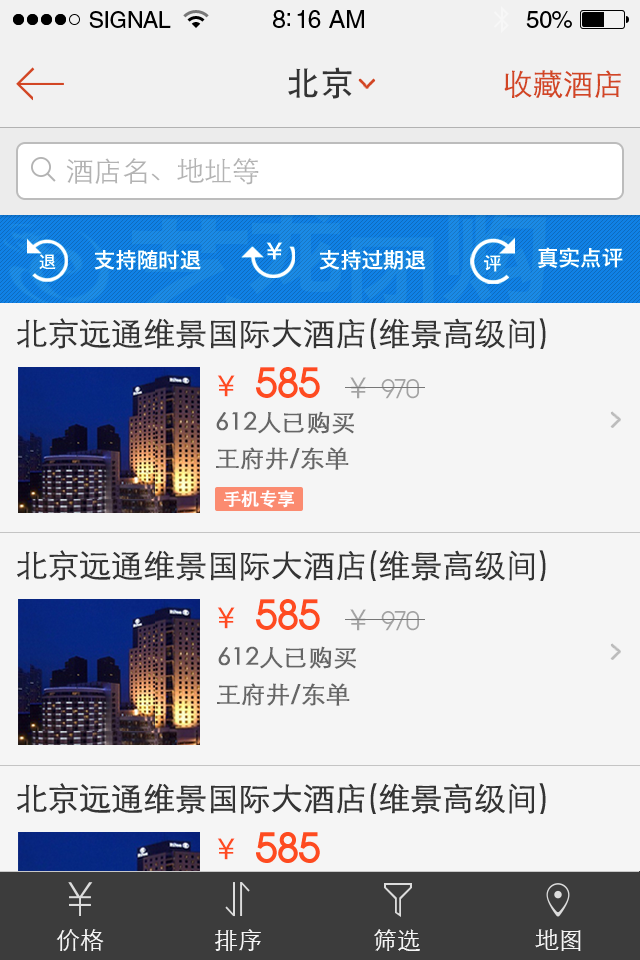 SIGNAL 8:16 AM 50%
北京 收藏酒店
酒店名、地址等
艺龙团购
退 支持随时退 ¥ 支持过期退 评 真实点评
北京远通维景国际大酒店(维景高级间)
¥ 585 ¥ 970
612人已购买
王府井/东单
手机专享
北京远通维景国际大酒店(维景高级间)
¥ 585 ¥ 970
612人已购买
王府井/东单
北京远通维景国际大酒店(维景高级间)
¥ 585
¥
价格 排序 筛选 地图